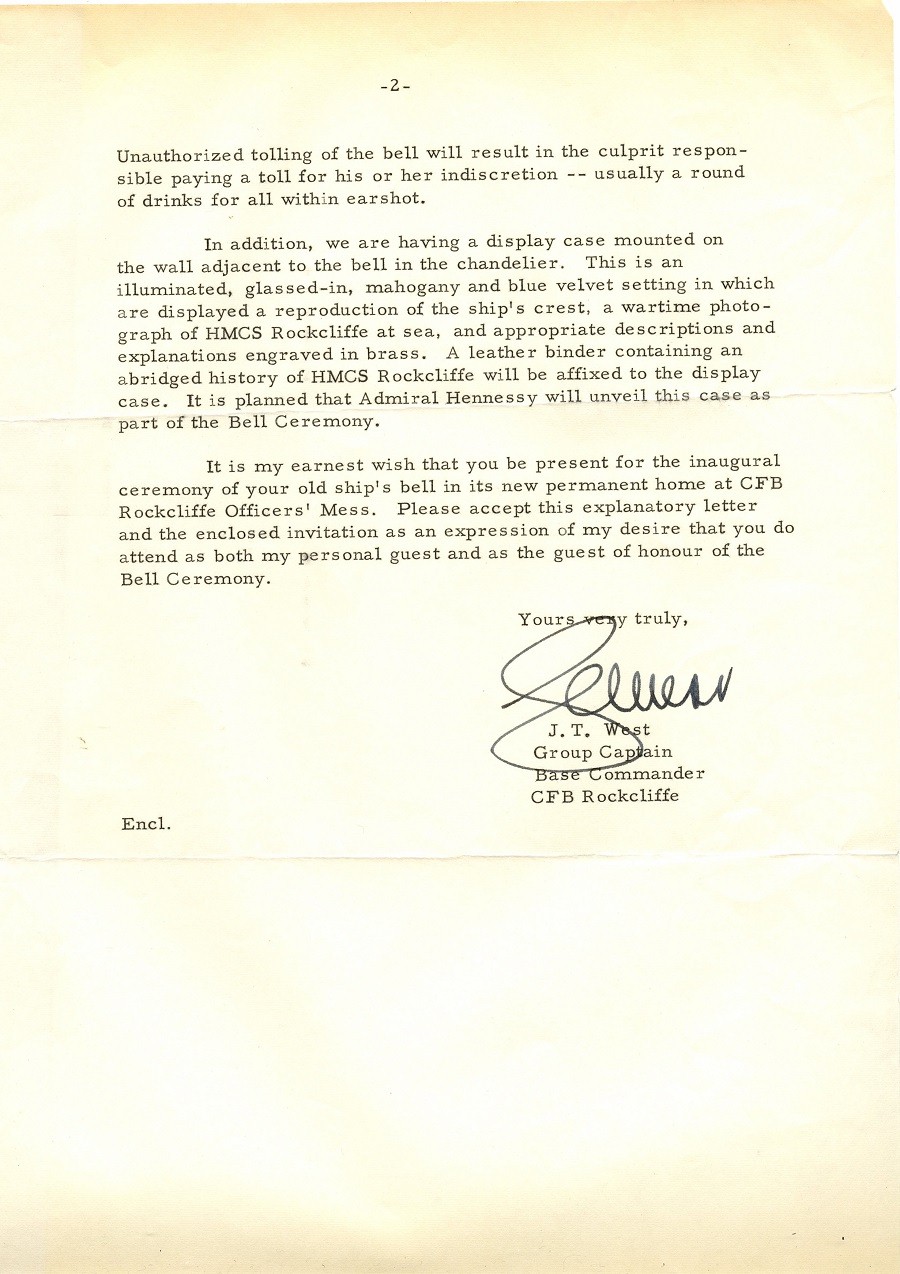 -2-
Unauthorized tolling of the bell will result in the culprit respon-
sible paying a toll for his or her indiscretion -- usually a round
of drinks for all within earshot.
In addition, we are having a display case mounted on
the wall adjacent to the bell in the chandelier. This is an
illuminated, glassed-in, mahogany and blue velvet setting in which
are displayed a reproduction of the ship's crest, a wartime photo-
graph of HMCS Rockcliffe at sea, and appropriate descriptions and
explanations engraved in brass. A leather binder containing an
abridged history of HMCS Rockcliffe will be affixed to the display
case. It is planned that Admiral Hennessy will unveil this case as
part of the Bell Ceremony.
It is my earnest wish that you be present for the inaugural
ceremony of your old ship's bell in its new permanent home at CFB
Rockcliffe Officers' Mess. Please accept this explanatory letter
and the enclosed invitation as an expression of my desire that you do
attend as both my personal guest and as the guest of honour of the
Bell Ceremony.
Yours very truly,
J. T. West
Group Captain
Base Commander
CFB Rockcliffe
Encl.